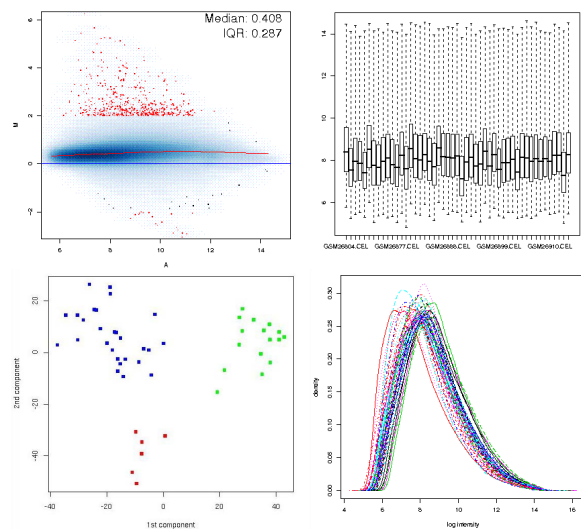 Median: 0.408
IQR: 0.287
6
4
2
0
-2
M
6 8 10 12 14
A
14
12
10
8
6
GSM26804.CEL GSM26877.CEL GSM26888.CEL GSM26899.CEL GSM26910.CEL
20
0
-20
-40
2nd component
-40 -20 0 20 40
1st component
0.30
0.25
0.20
0.15
0.10
0.05
0.00
density
4 6 8 10 12 14 16
log intensity